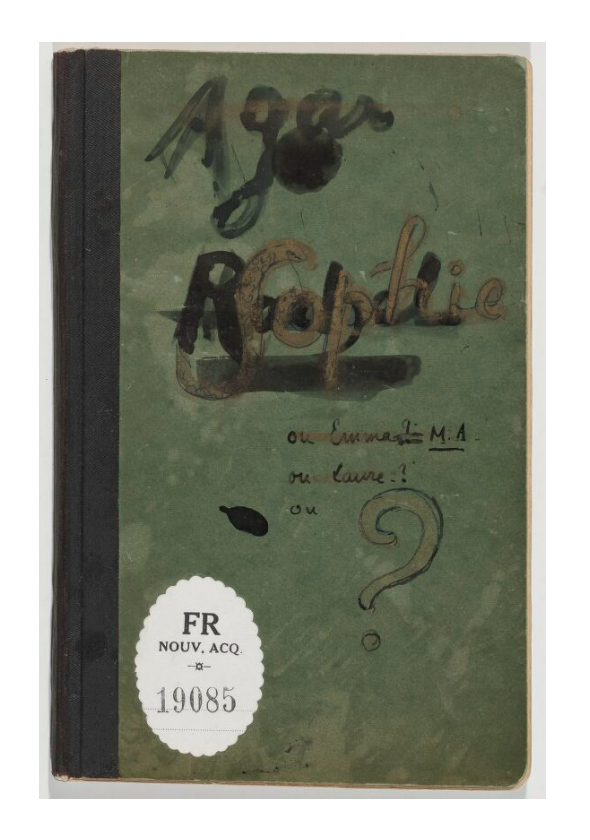 Agar
Sophie
ou Emma ? M.A.
ou Laure ?
ou
?
FR
NOUV. ACQ.
19085